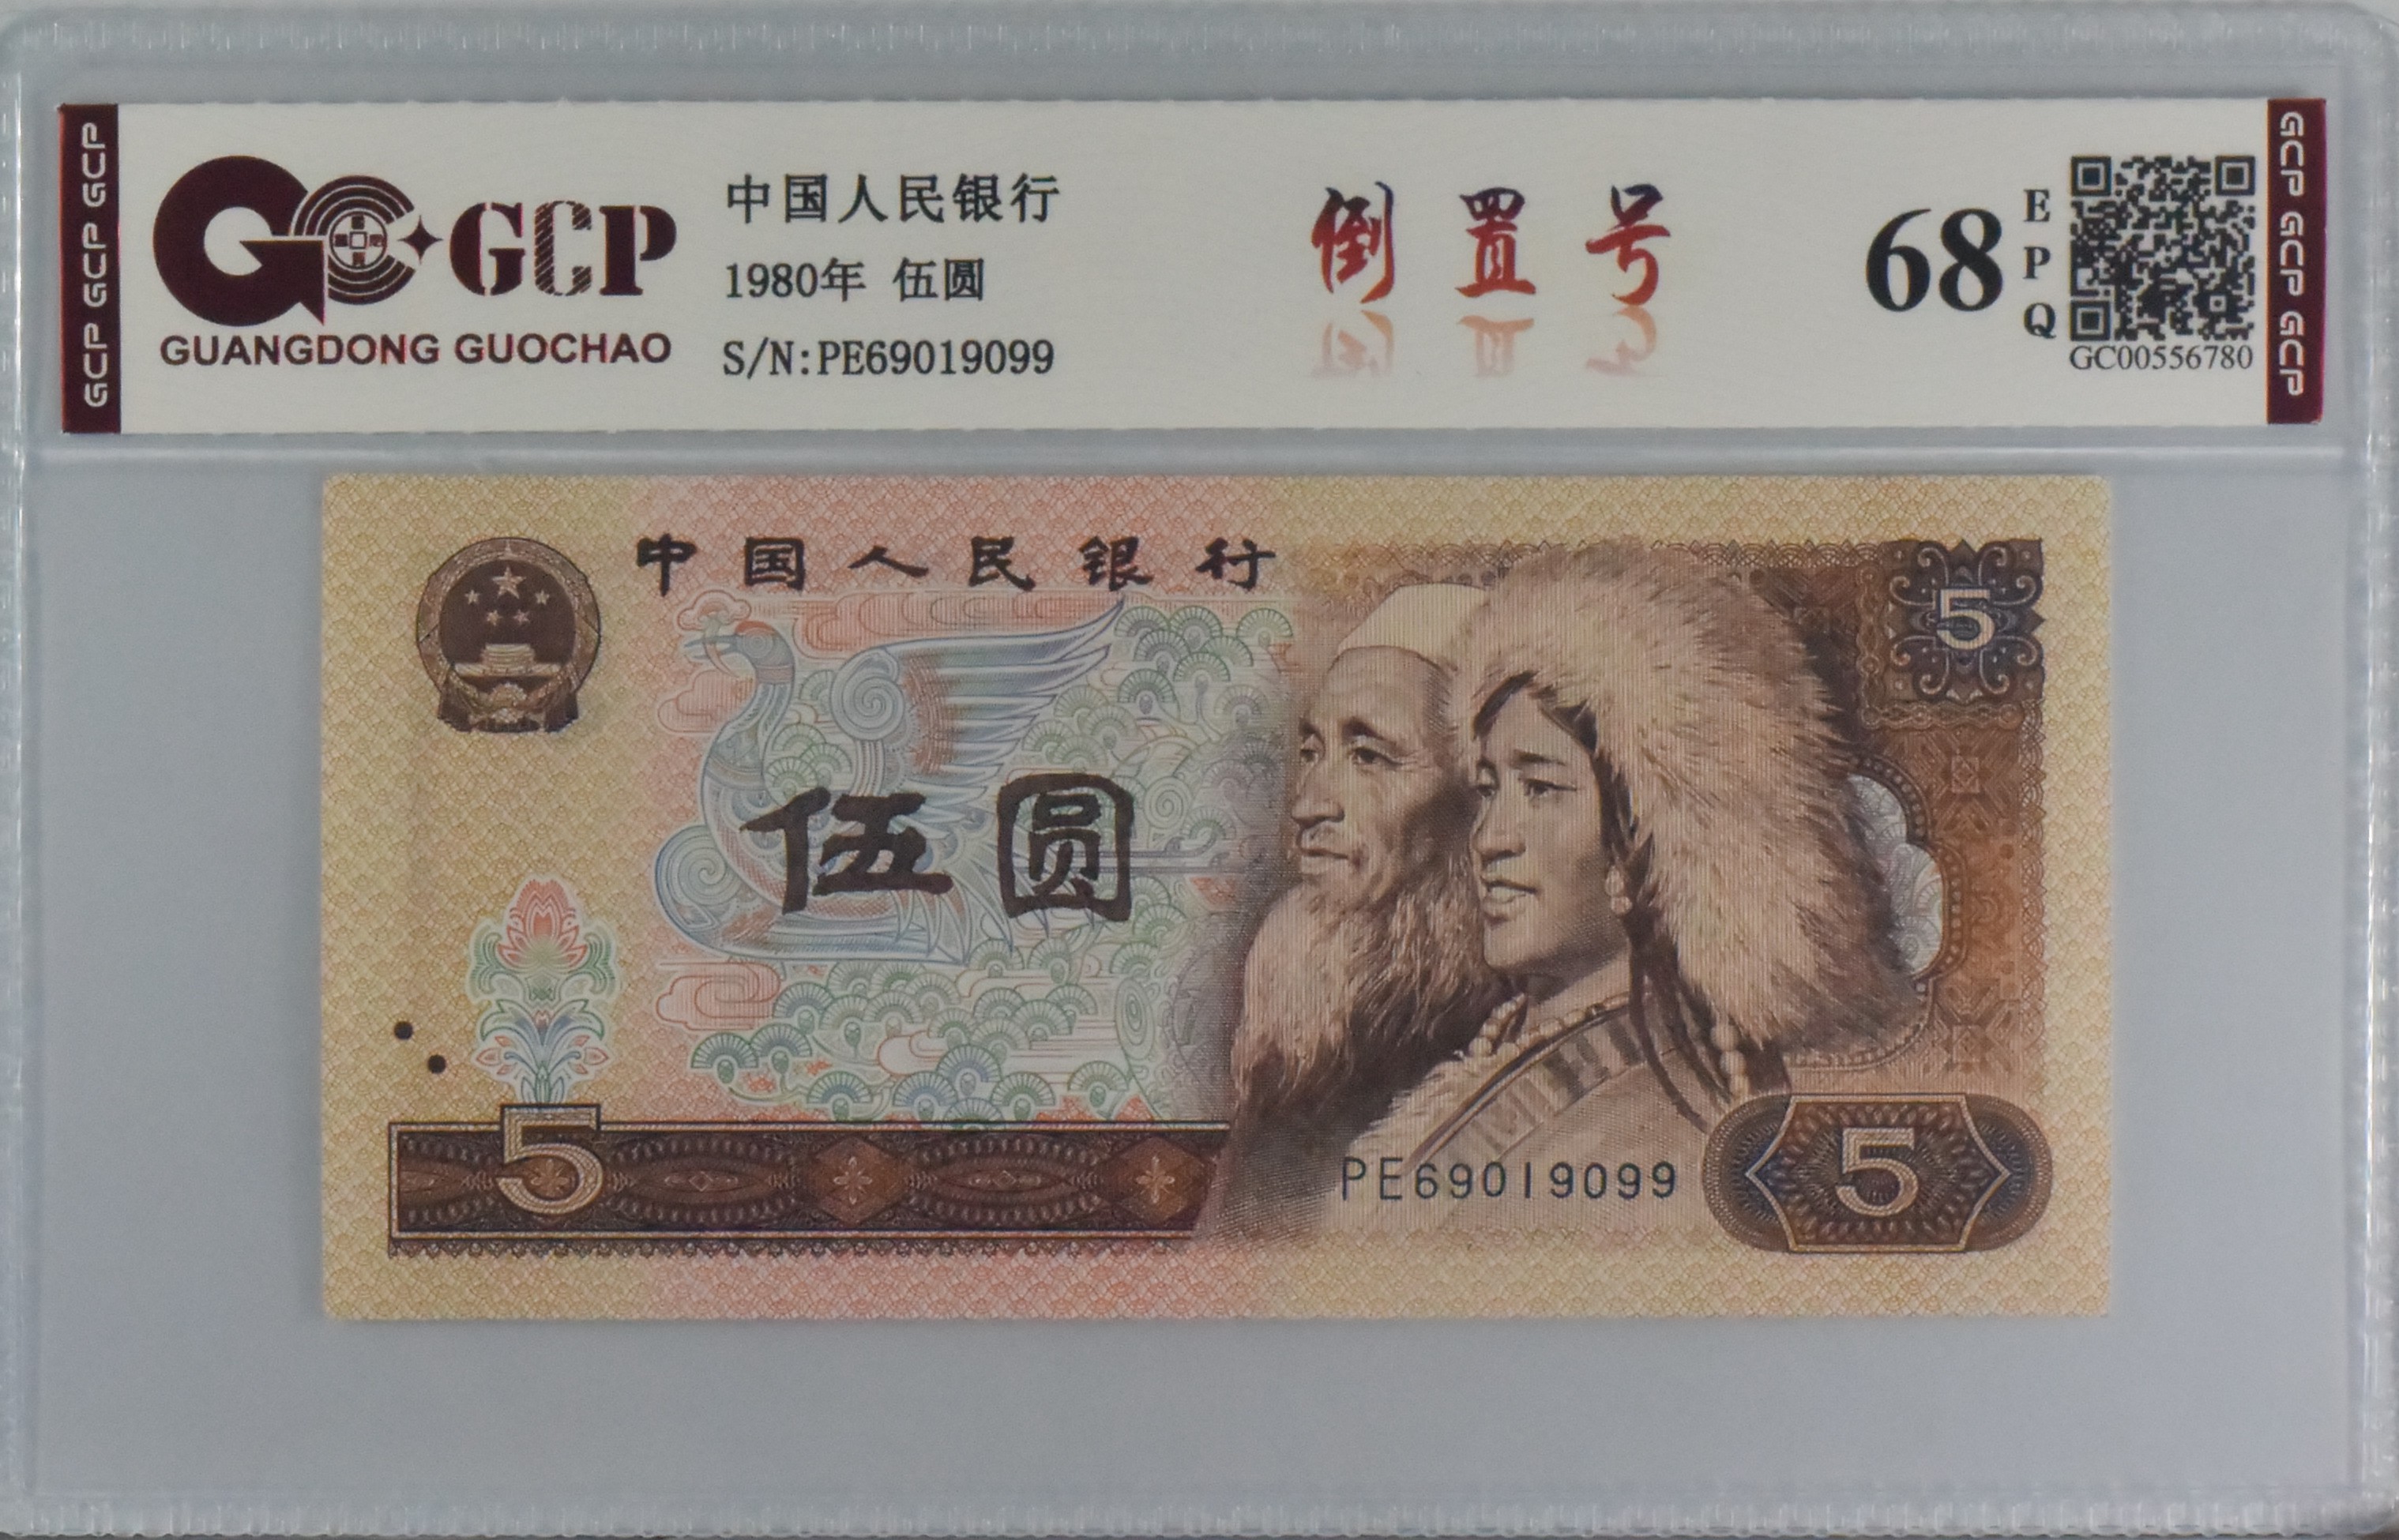 GCP GCP GCP
GCP
GUANGDONG GUOCHAO
中国人民银行
1980年 伍圆
S/N:PE69019099
倒置号
68
E
P
Q
GC00556780
GCP GCP GCP
中国人民银行
5
伍圆
5
PE69019099
5